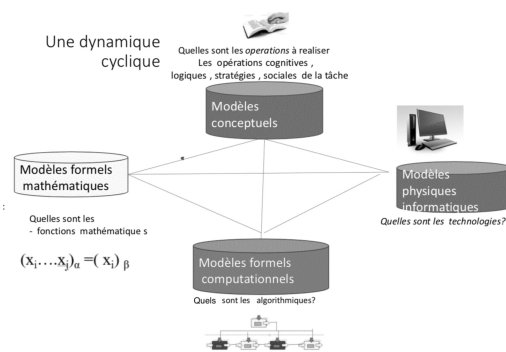 Une dynamique
cyclique
Quelles sont les operations à realiser
Les opérations cognitives ,
logiques , stratégies , sociales de la tâche
Modèles
conceptuels
Modèles formels
mathématiques
Modèles
physiques
informatiques
Quelles sont les technologies?
:
Quelles sont les
- fonctions mathématique s
(xᵢ….xⱼ)α =( xᵢ) β
Modèles formels
computationnels
Quels sont les algorithmiques?